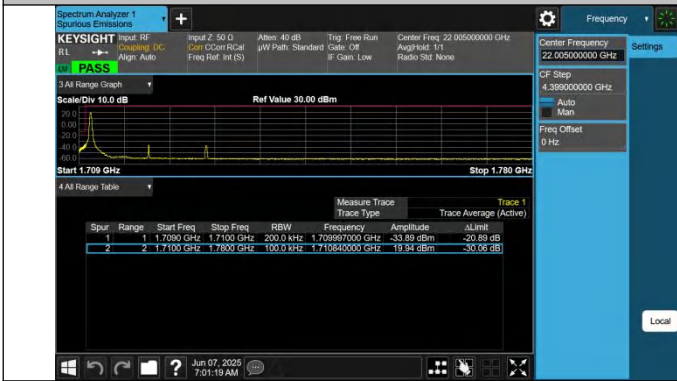 Spectrum Analyzer 1
Spurious Emissions
Frequency
KEYSIGHT Input: RF Input Z: 50 Ω Atten: 40 dB Trig: Free Run Center Freq: 22.005000000 GHz
RL Coupling: DC Corr CCorr RCal µW Path: Standard Gate: Off Avg|Hold: 1/1
Align: Auto Freq Ref: Int (S) IF Gain: Low Radio Std: None
PASS
Center Frequency
22.005000000 GHz
Settings
CF Step
4.399000000 GHz
Auto
Man
Freq Offset
0 Hz
3 All Range Graph
Scale/Div 10.0 dB Ref Value 30.00 dBm
20.0
0.00
-20.0
-40.0
-60.0
Start 1.709 GHz Stop 1.780 GHz
4 All Range Table
Measure Trace Trace 1
Trace Type Trace Average (Active)
Spur Range Start Freq Stop Freq RBW Frequency Amplitude ΔLimit
1 1 1.7090 GHz 1.7100 GHz 200.0 kHz 1.709997000 GHz -33.89 dBm -20.89 dB
2 2 1.7100 GHz 1.7800 GHz 100.0 kHz 1.710640000 GHz 19.94 dBm -30.06 dB
Local
? Jun 07, 2025
7:01:19 AM